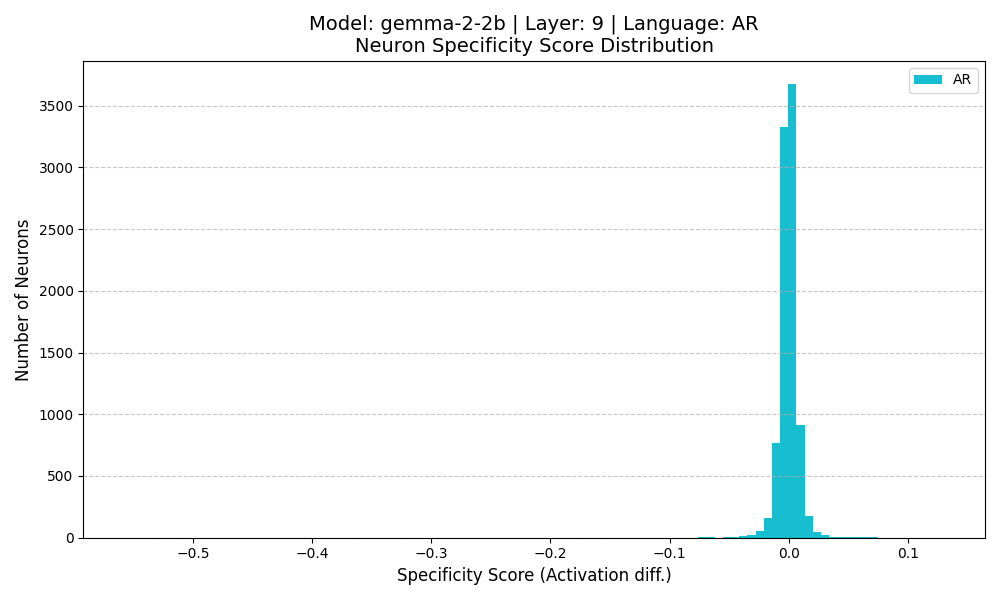 Model: gemma-2-2b | Layer: 9 | Language: AR
Neuron Specificity Score Distribution
AR
Number of Neurons
3500
3000
2500
2000
1500
1000
500
0
−0.5 −0.4 −0.3 −0.2 −0.1 0.0 0.1
Specificity Score (Activation diff.)